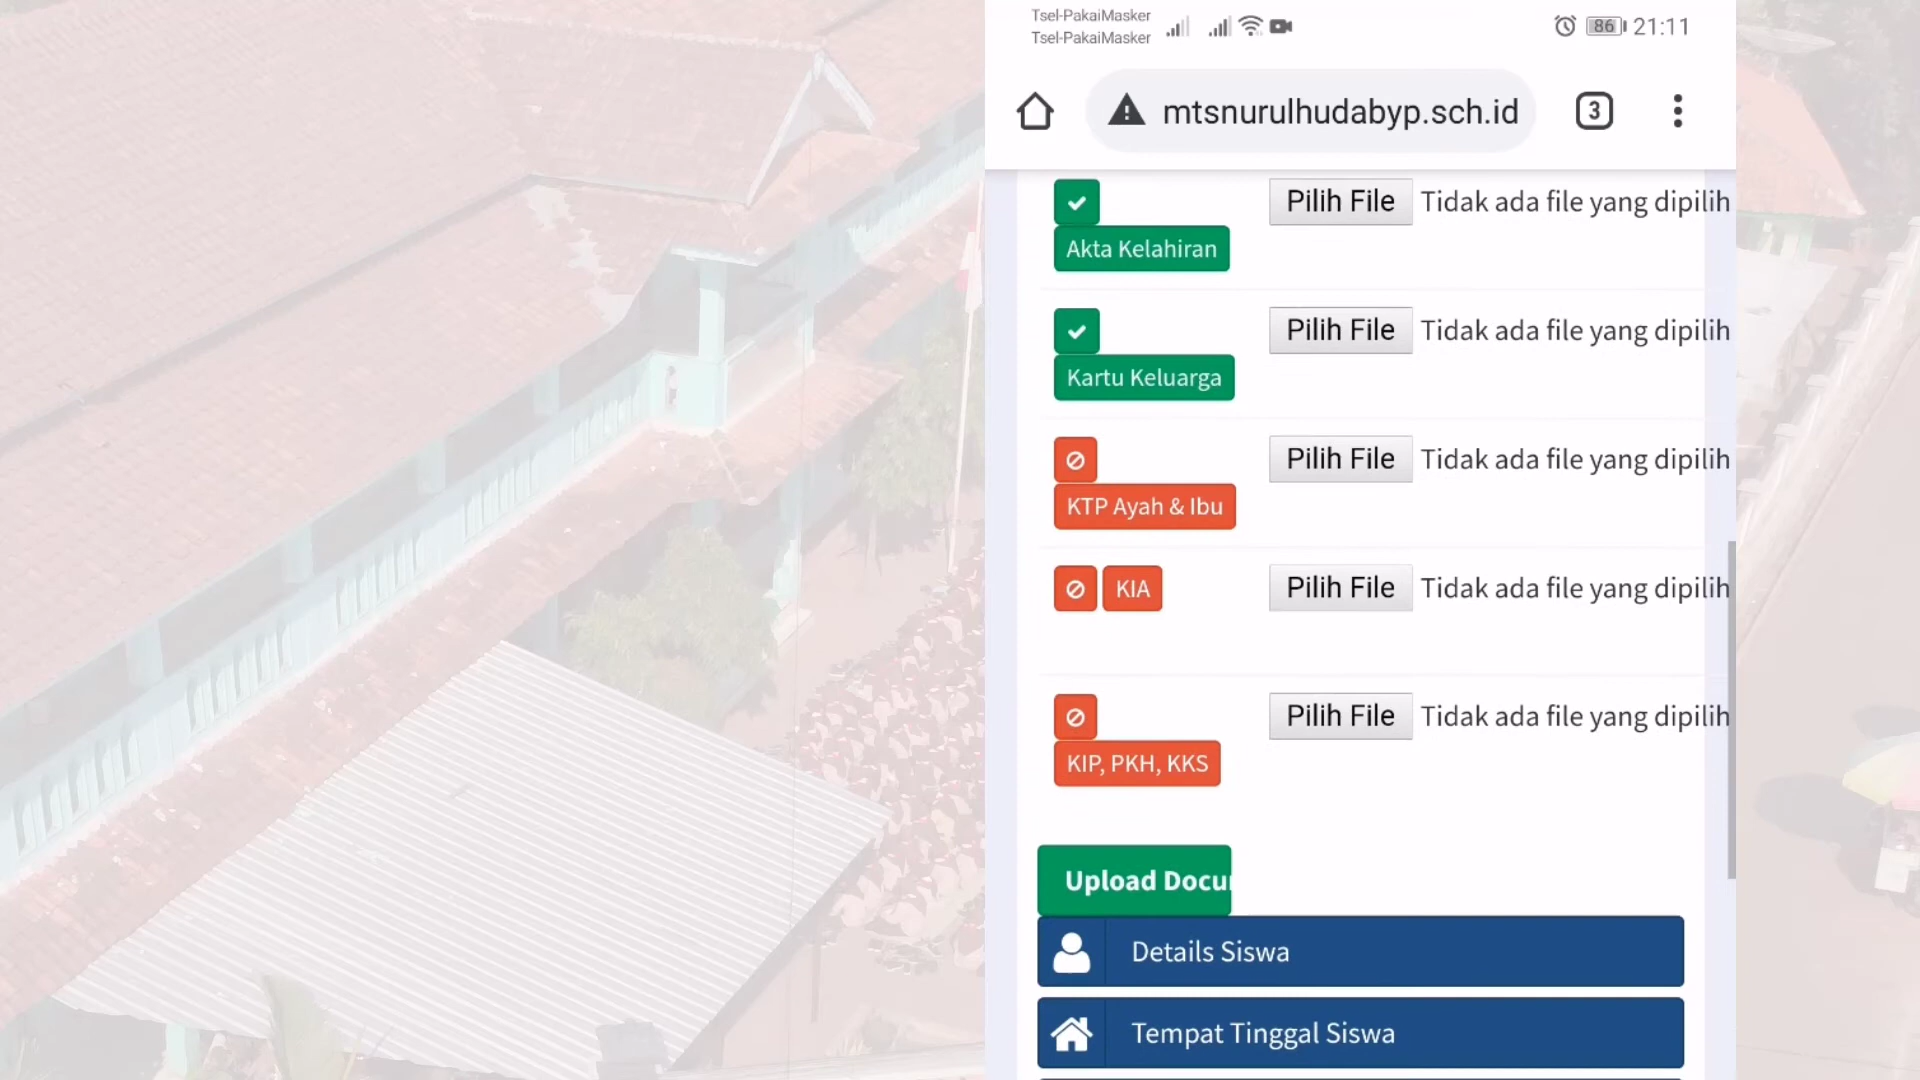 Tsel-PakaiMasker
Tsel-PakaiMasker
86 21:11
mtsnurulhudabyp.sch.id 3
Pilih File Tidak ada file yang dipilih
Akta Kelahiran
Pilih File Tidak ada file yang dipilih
Kartu Keluarga
Pilih File Tidak ada file yang dipilih
KTP Ayah & Ibu
KIA Pilih File Tidak ada file yang dipilih
Pilih File Tidak ada file yang dipilih
KIP, PKH, KKS
Upload Docu
Details Siswa
Tempat Tinggal Siswa